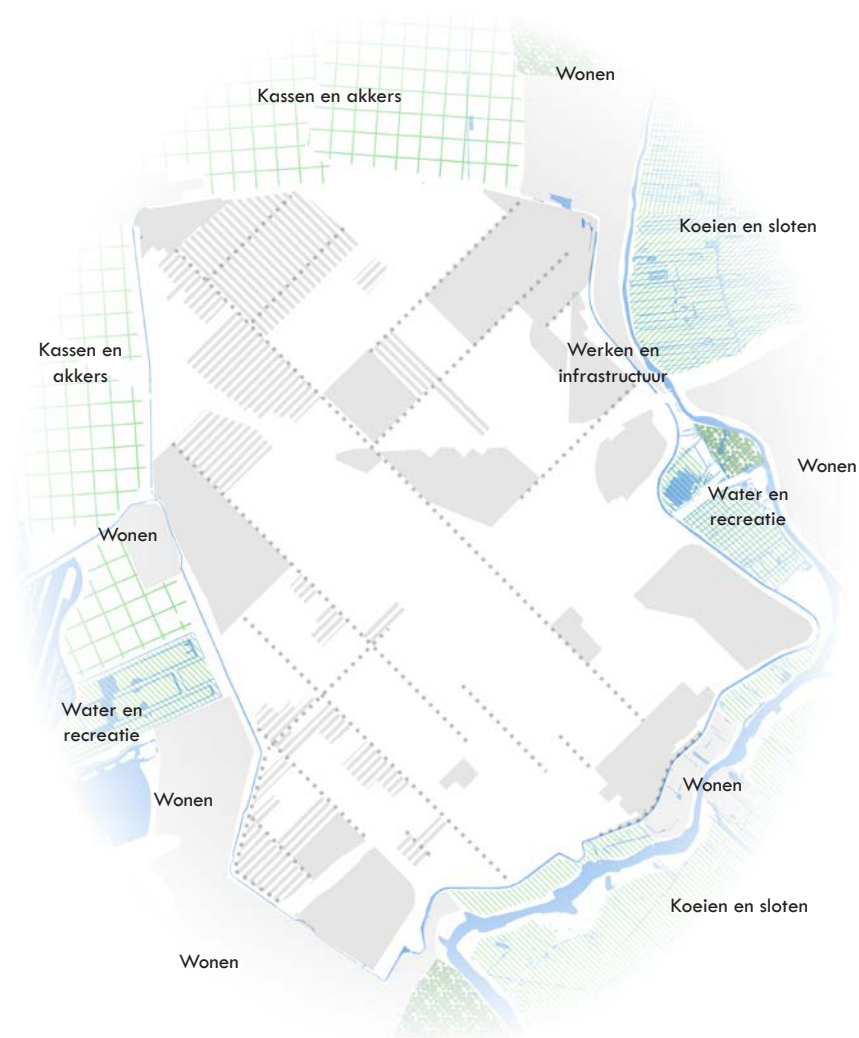 Wonen
Kassen en akkers
Koeien en sloten
Kassen en
akkers
Werken en
infrastructuur
Wonen
Water en
recreatie
Wonen
Water en
recreatie
Wonen
Wonen
Koeien en sloten
Wonen